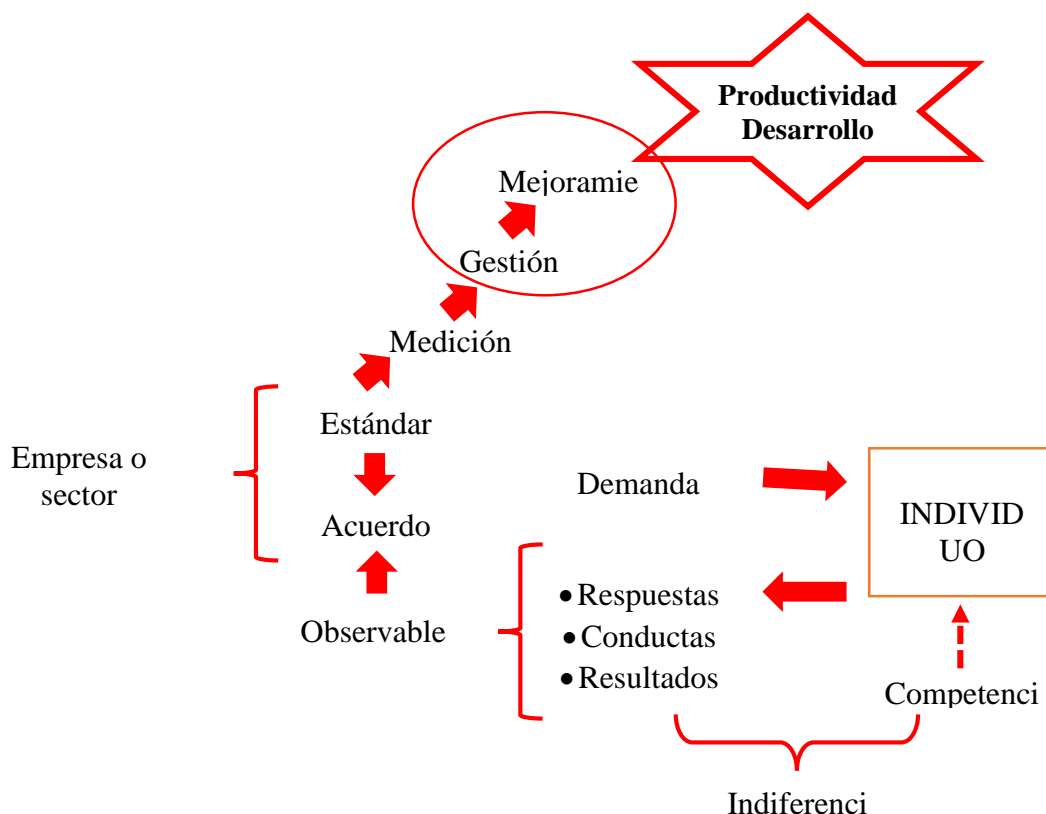 Productividad
Desarrollo
Mejoramie
Gestión
Medición
Estándar
Empresa o
sector
Acuerdo
Observable
Demanda
INDIVID
UO
• Respuestas
• Conductas
• Resultados
Competenci
Indiferenci